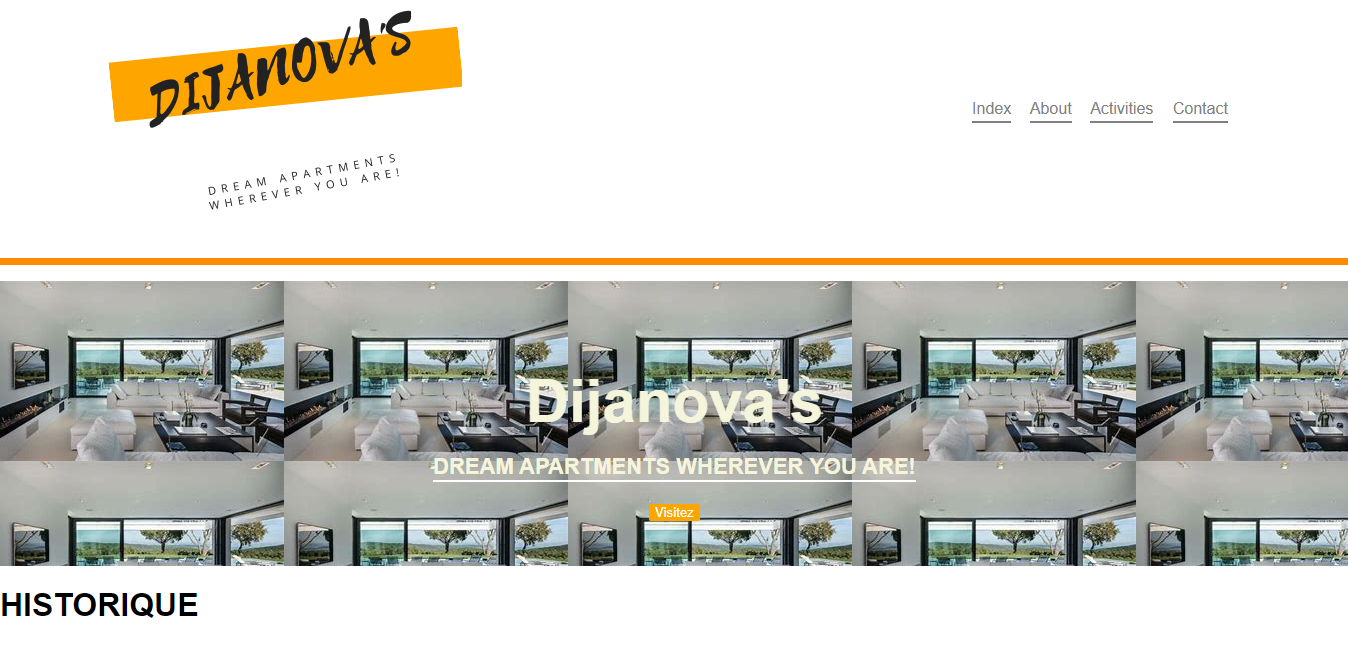 DIJANOVA'S
DREAM APARTMENTS
WHEREVER YOU ARE!
Index About Activities Contact
Dijanova's
DREAM APARTMENTS WHEREVER YOU ARE!
Visitez
HISTORIQUE